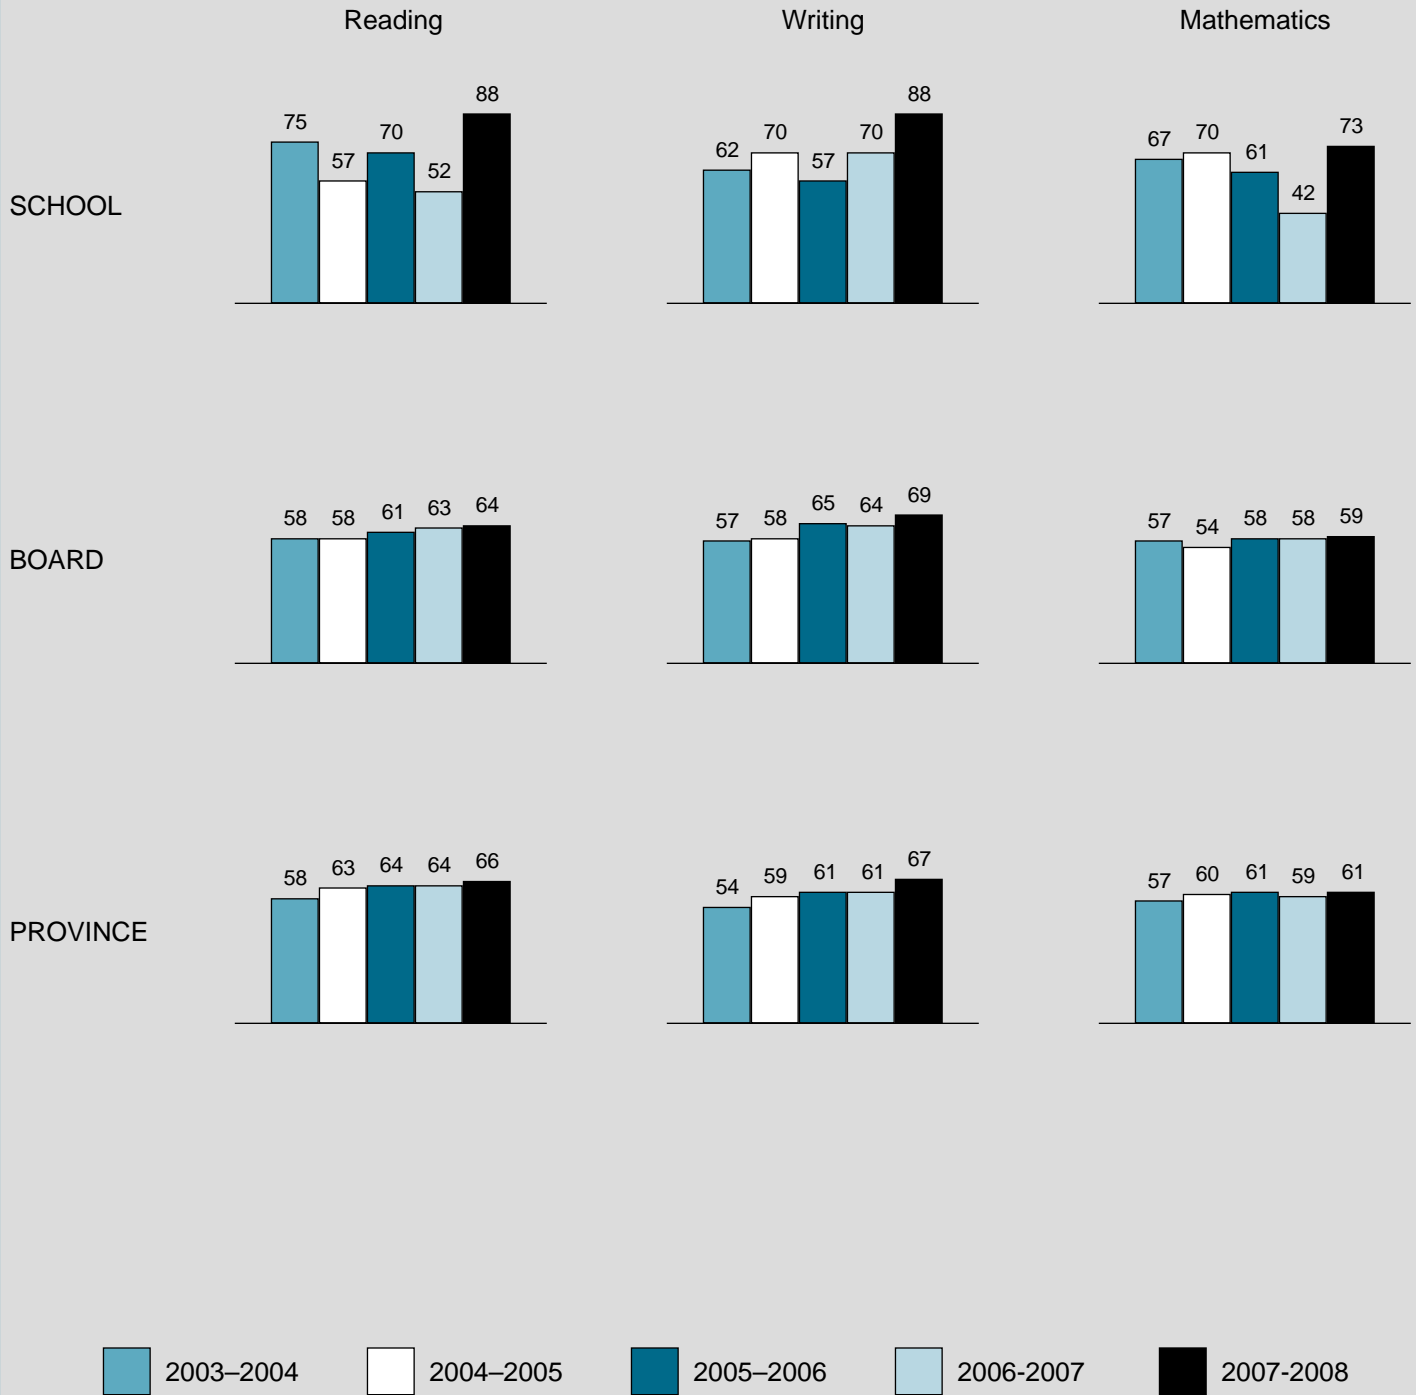 Reading Writing Mathematics
SCHOOL
75 57 70 52 88
62 70 57 70 88
67 70 61 42 73
BOARD
58 58 61 63 64
57 58 65 64 69
57 54 58 58 59
PROVINCE
58 63 64 64 66
54 59 61 61 67
57 60 61 59 61
2003–2004 2004–2005 2005–2006 2006-2007 2007-2008